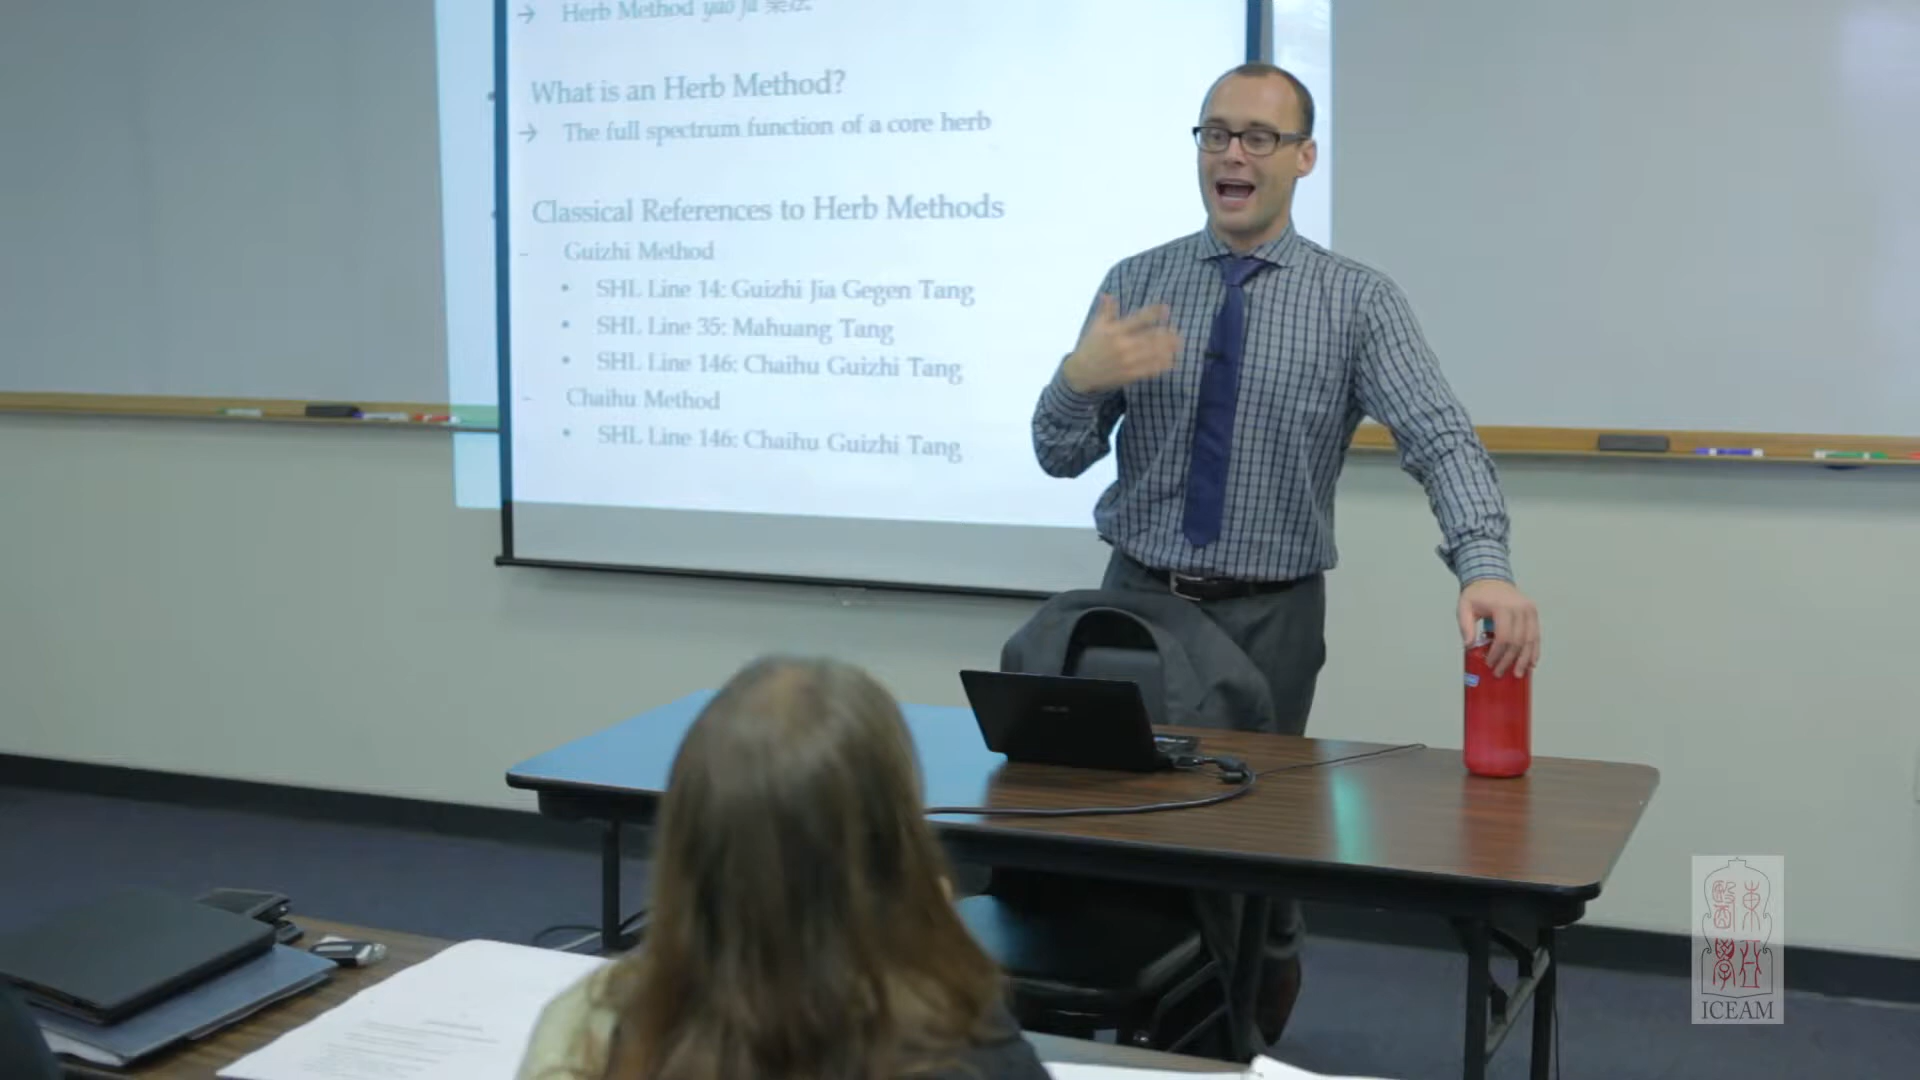 → Herb Method yao fa 藥法
What is an Herb Method?
→ The full spectrum function of a core herb
Classical References to Herb Methods
- Guizhi Method
• SHL Line 14: Guizhi Jia Gegen Tang
• SHL Line 35: Mahuang Tang
• SHL Line 146: Chaihu Guizhi Tang
- Chaihu Method
• SHL Line 146: Chaihu Guizhi Tang
ICEAM